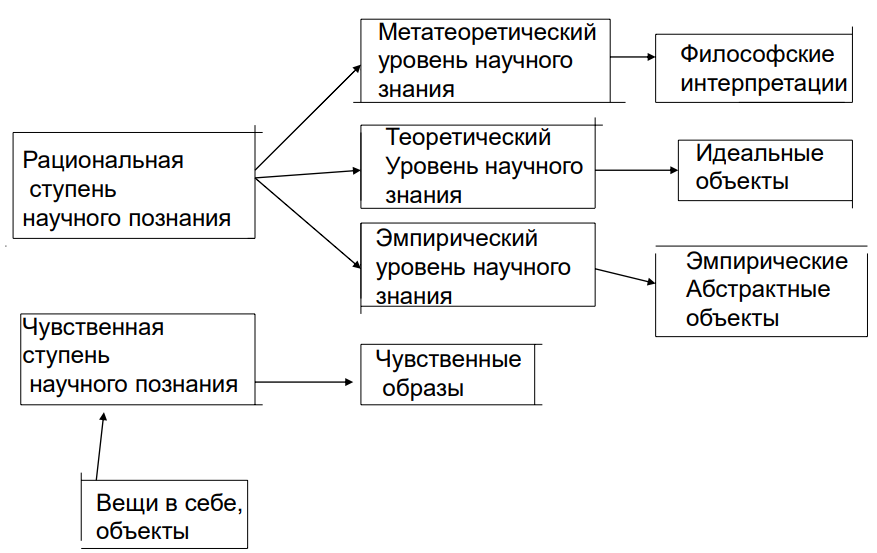 Метатеоретический
уровень научного
знания
Философские
интерпретации
Рациональная
ступень
научного познания
Теоретический
Уровень научного
знания
Идеальные
объекты
Эмпирический
уровень научного
знания
Эмпирические
Абстрактные
объекты
Чувственная
ступень
научного познания
Чувственные
образы
Вещи в себе,
объекты